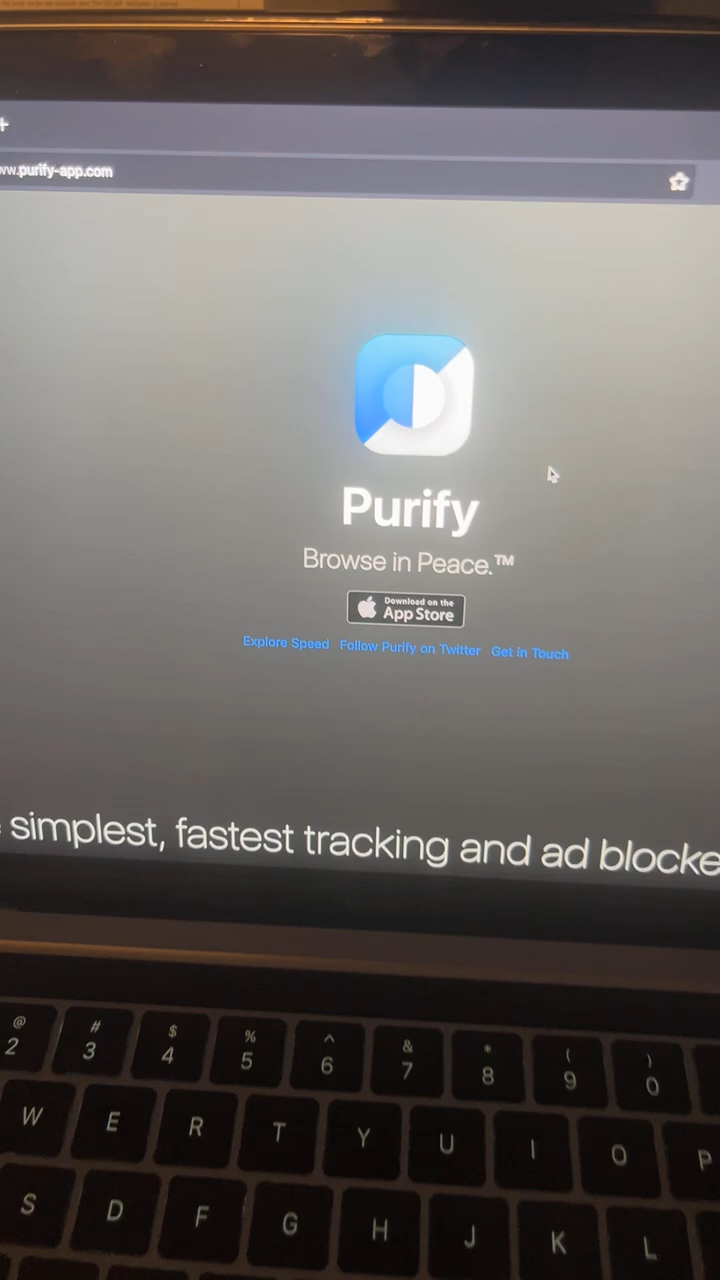 +
ww.purify-app.com
Purify
Browse in Peace.™
Download on the
App Store
Explore Speed Follow Purify on Twitter Get in Touch
simplest, fastest tracking and ad blocke
@ # $ % ^ & * ( )
2 3 4 5 6 7 8 9 0
W E R T Y U I O P
S D F G H J K L